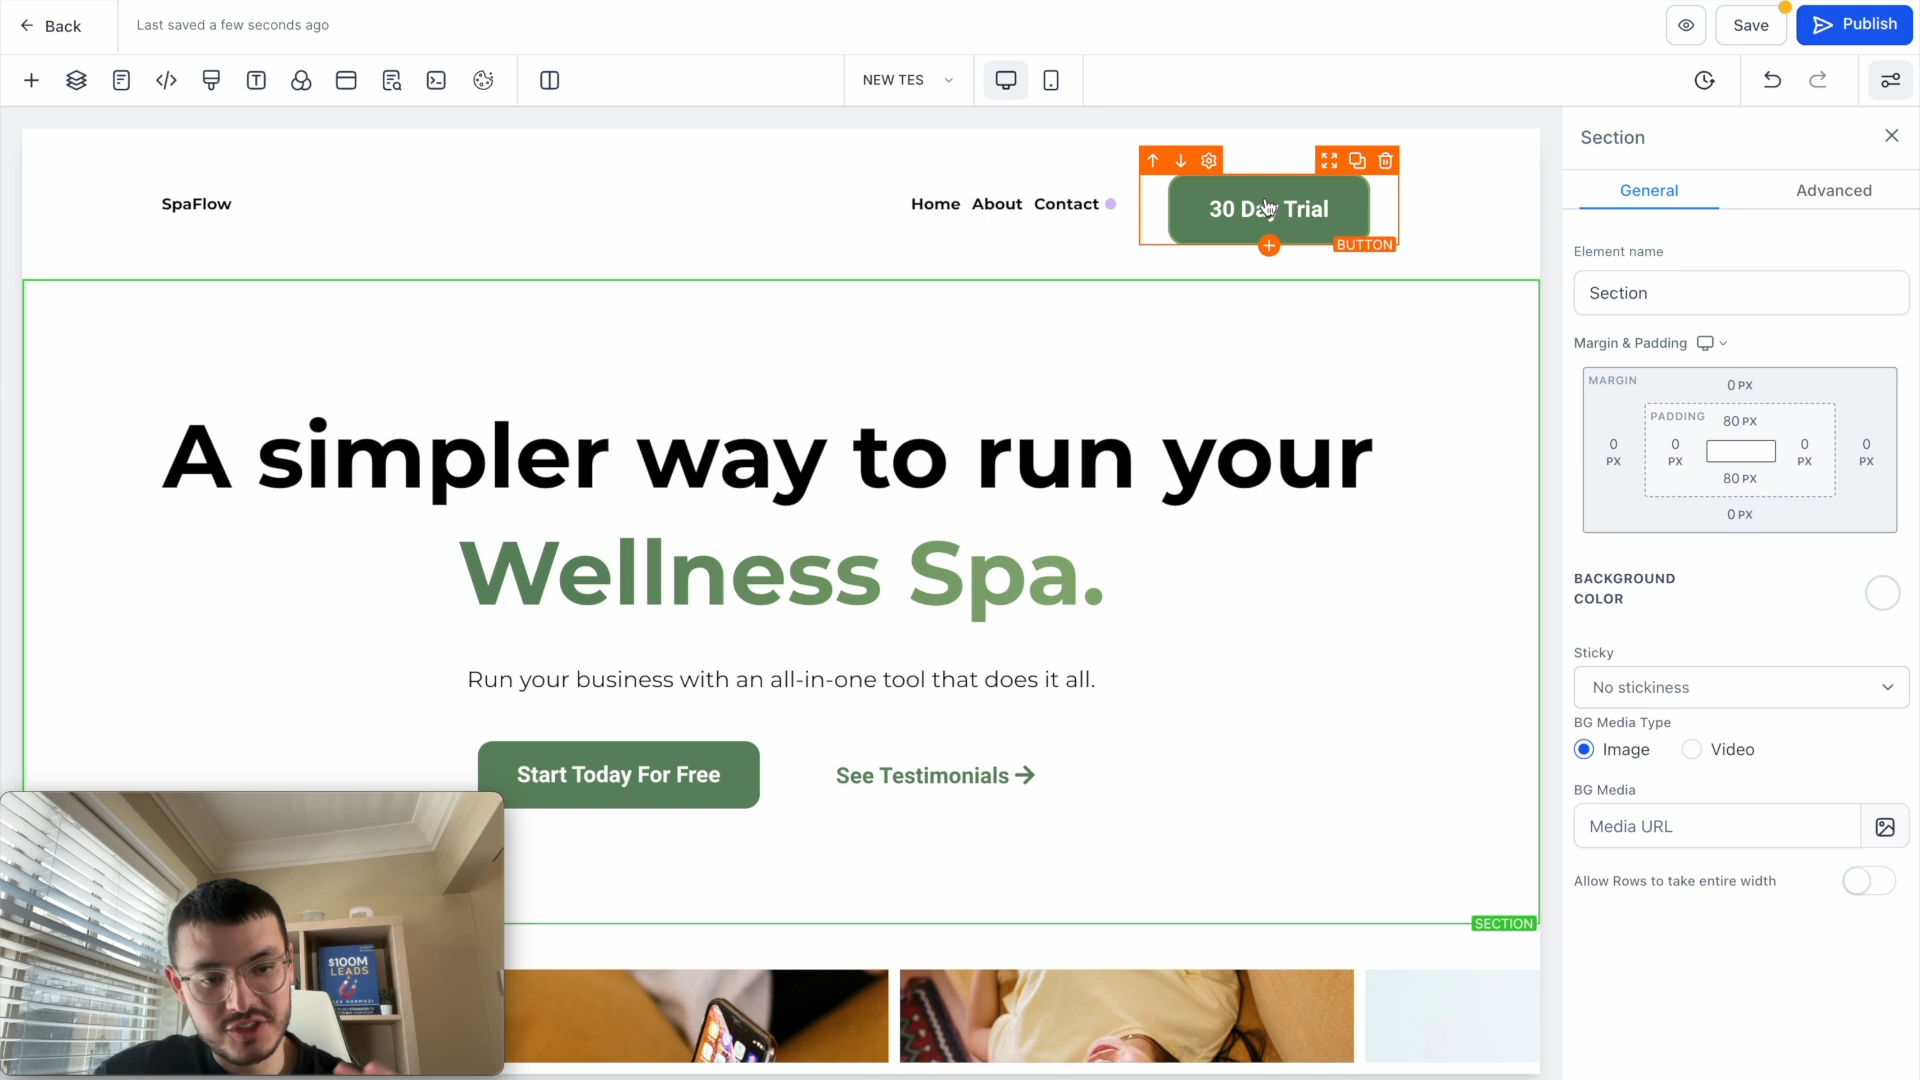 Back
Last saved a few seconds ago
Save
Publish
NEW TES
Section
General
Advanced
SpaFlow
Home About Contact
30 Day Trial
BUTTON
Element name
Section
Margin & Padding
MARGIN
0 PX
PADDING
80 PX
0 PX
0 PX
0 PX
0 PX
80 PX
0 PX
A simpler way to run your
Wellness Spa.
BACKGROUND
COLOR
Run your business with an all-in-one tool that does it all.
Sticky
No stickiness
BG Media Type
Image
Video
Start Today For Free
See Testimonials
BG Media
Media URL
Allow Rows to take entire width
SECTION
$100M
LEADS